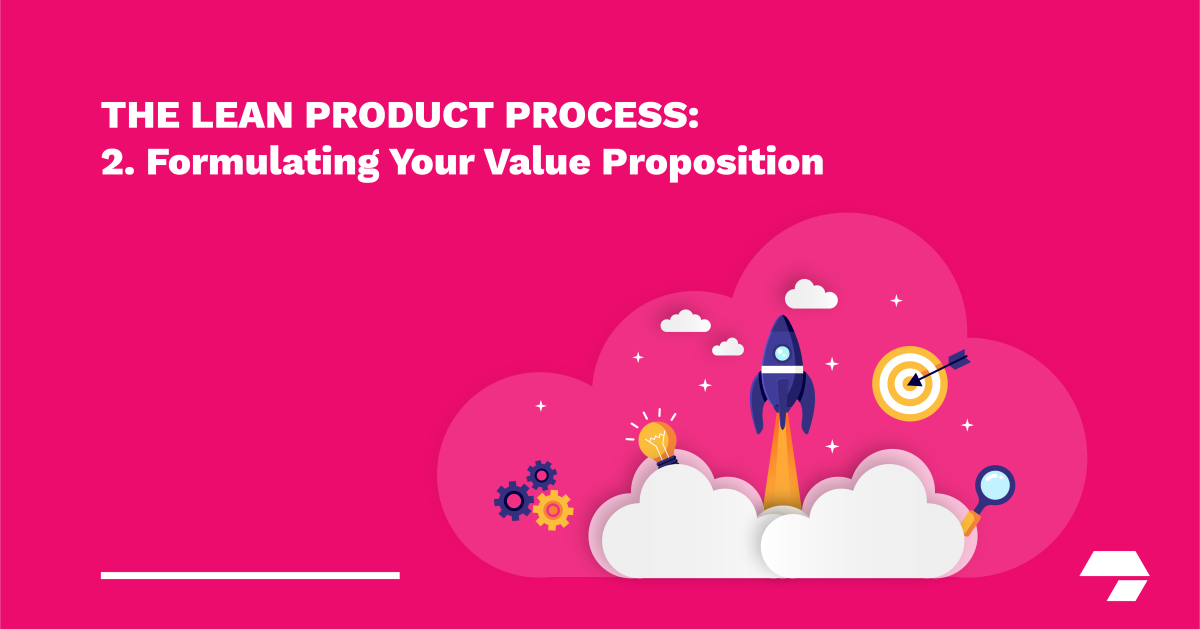 THE LEAN PRODUCT PROCESS:
2. Formulating Your Value Proposition